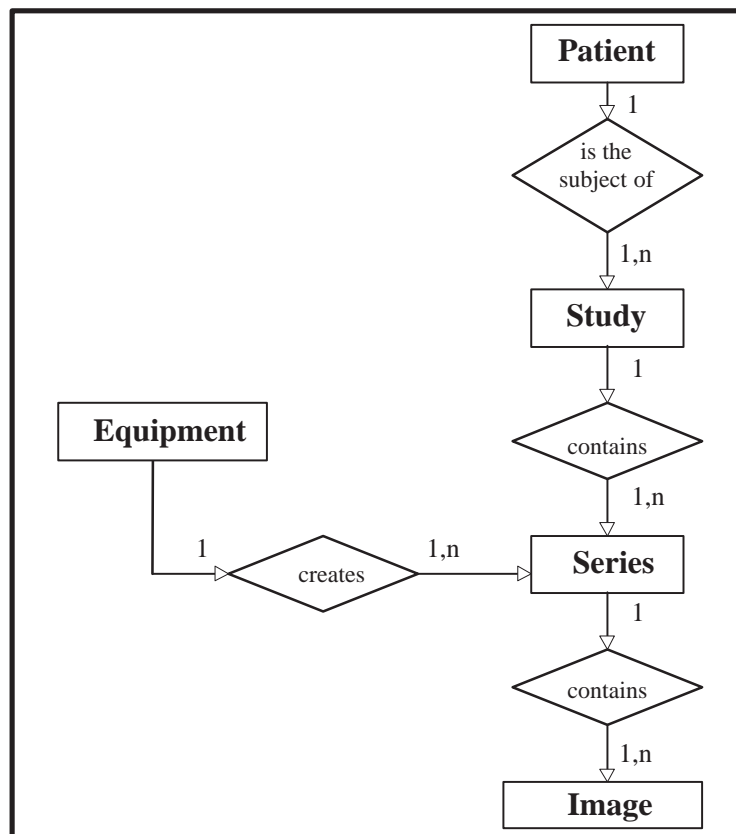 Patient
1
is the
subject of
1,n
Study
1
Equipment
contains
1,n
1
creates
1,n
Series
1
contains
1,n
Image